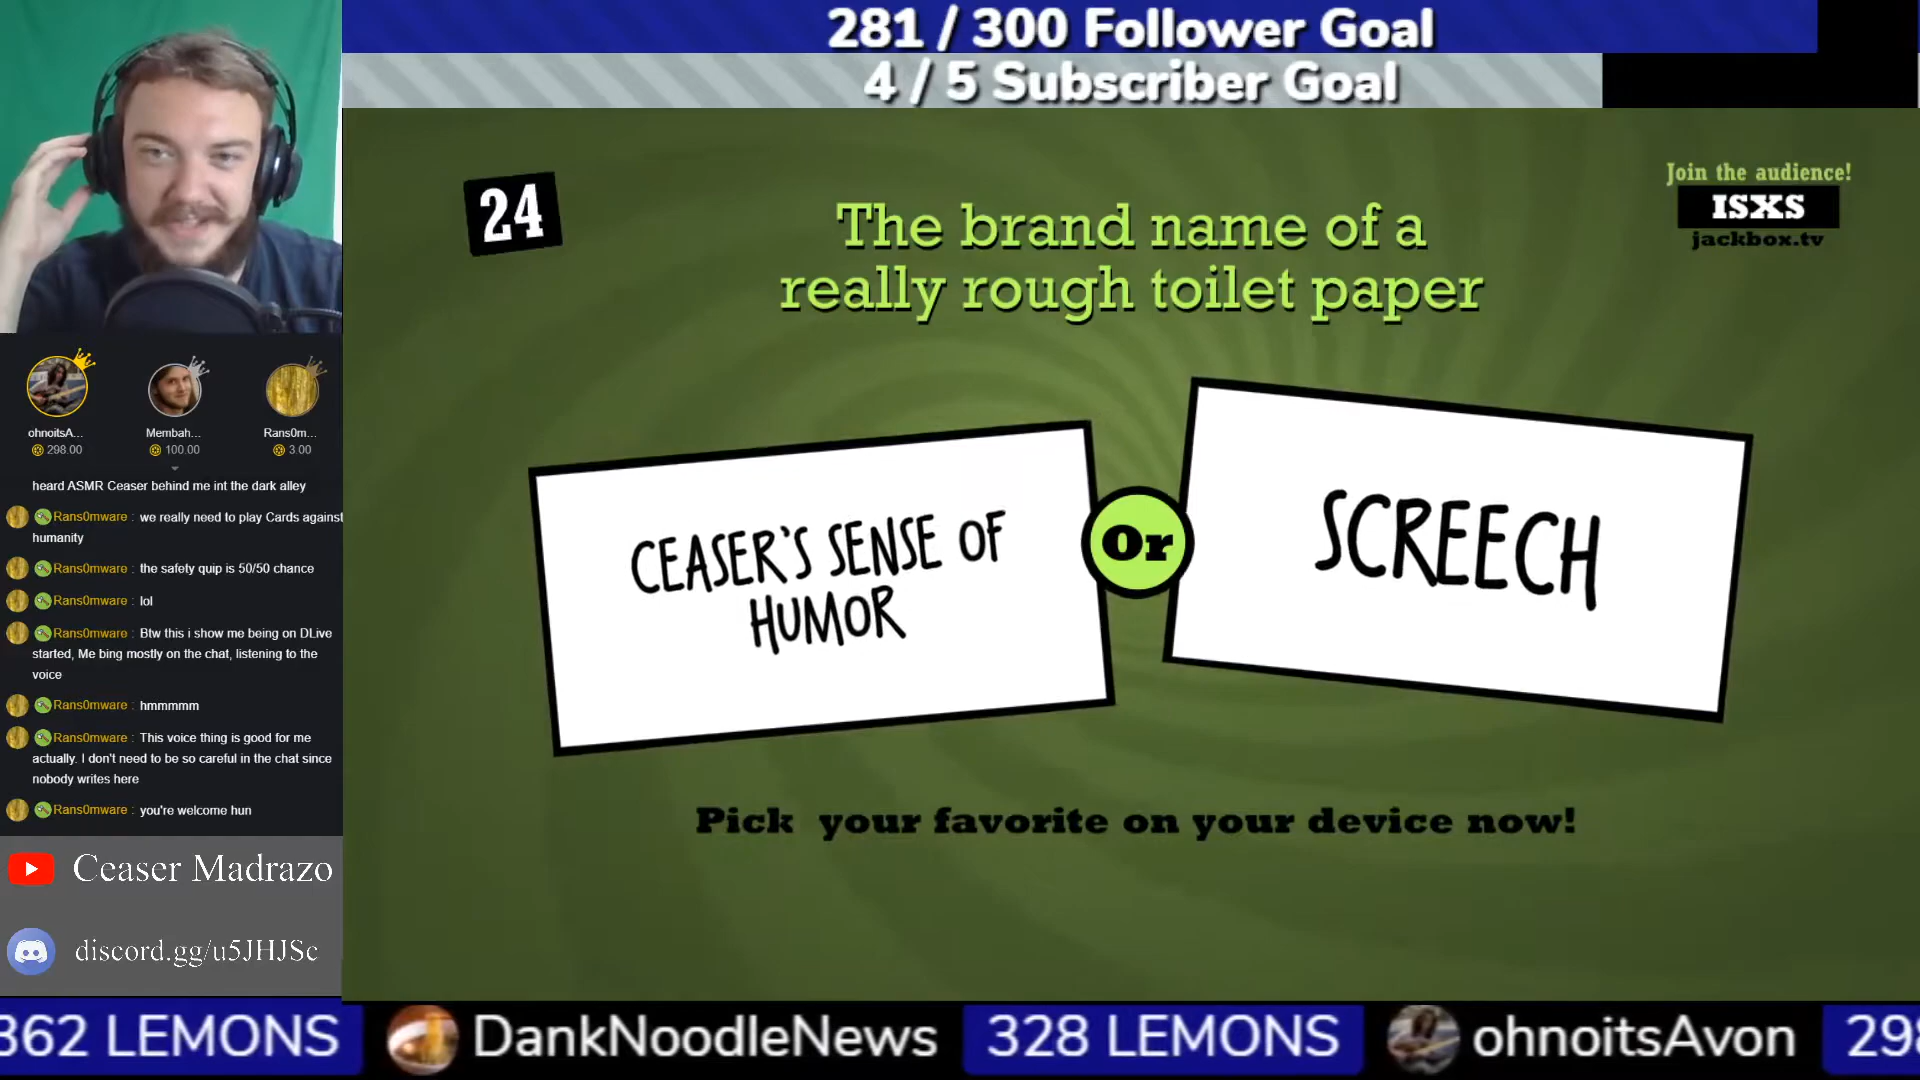 281 / 300 Follower Goal
4 / 5 Subscriber Goal
24
The brand name of a
really rough toilet paper
Join the audience!
ISXS
jackbox.tv
CEASER'S SENSE OF
HUMOR
Or
SCREECH
Pick your favorite on your device now!
ohnoitsA...
298.00
Membah...
100.00
Rans0m...
3.00
heard ASMR Ceaser behind me int the dark alley
Rans0mware : we really need to play Cards against
humanity
Rans0mware : the safety quip is 50/50 chance
Rans0mware : lol
Rans0mware : Btw this i show me being on DLive
started, Me bing mostly on the chat, listening to the
voice
Rans0mware : hmmmmm
Rans0mware : This voice thing is good for me
actually. I don't need to be so careful in the chat since
nobody writes here
Rans0mware : you're welcome hun
Ceaser Madrazo
discord.gg/u5JHJSc
362 LEMONS DankNoodleNews 328 LEMONS ohnoitsAvon 298